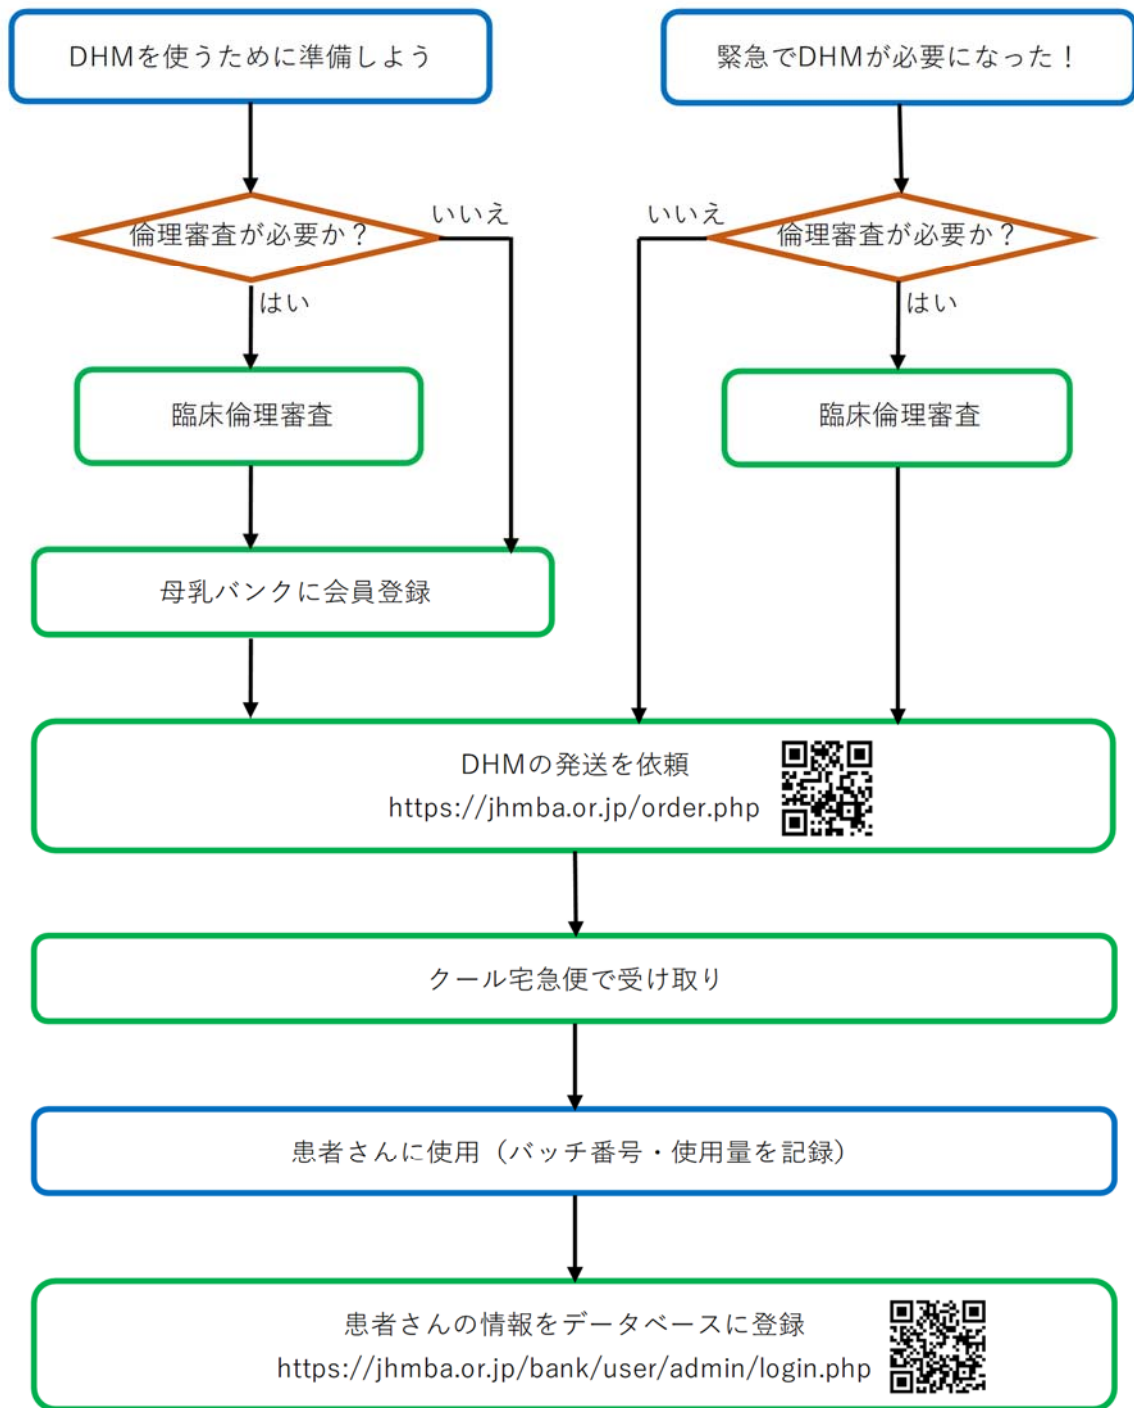 DHMを使うために準備しよう
緊急でDHMが必要になった！
倫理審査が必要か？
いいえ
いいえ
倫理審査が必要か？
はい
はい
臨床倫理審査
臨床倫理審査
母乳バンクに会員登録
DHMの発送を依頼
https://jhmba.or.jp/order.php
クール宅急便で受け取り
患者さんに使用（バッチ番号・使用量を記録）
患者さんの情報をデータベースに登録
https://jhmba.or.jp/bank/user/admin/login.php